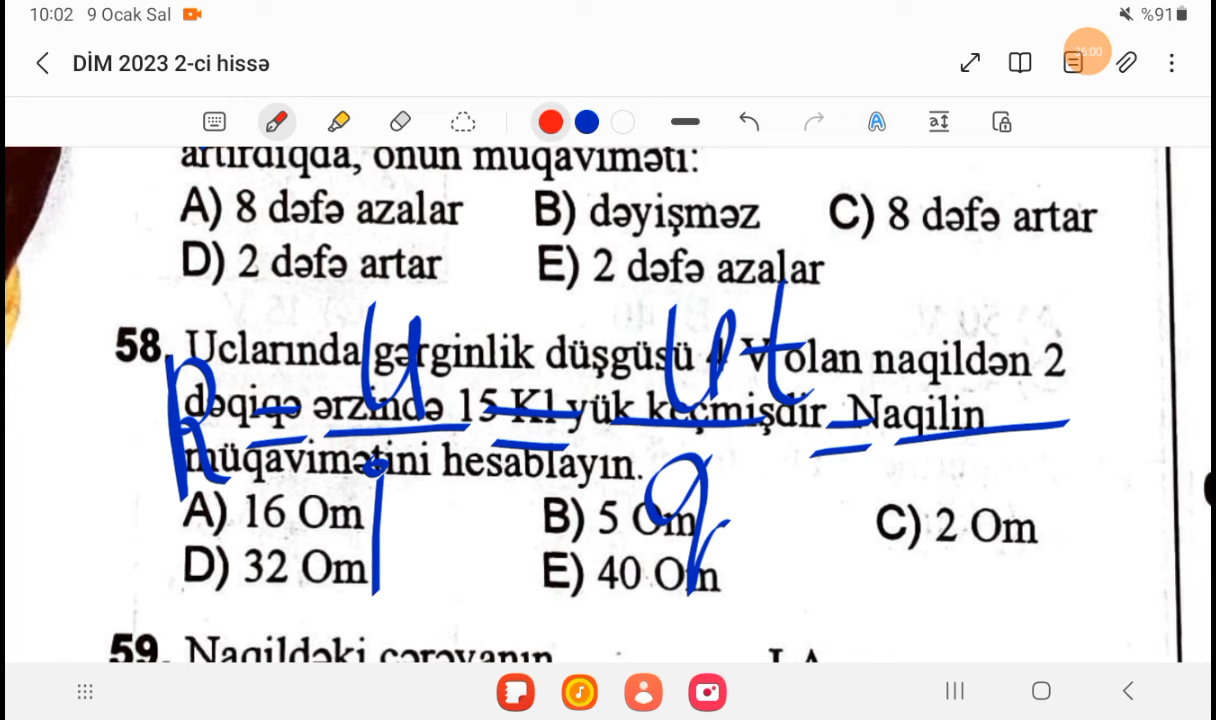 10:02 9 Ocak Sal %91
DİM 2023 2-ci hissə
artırdıqda, onun müqaviməti:
A) 8 dəfə azalar B) dəyişməz C) 8 dəfə artar
D) 2 dəfə artar E) 2 dəfə azalar
58. Uclarında gərginlik düşgüsü 4 V olan naqildən 2
dəqiqə ərzində 15 Kl yük keçmişdir. Naqilin
müqavimətini hesablayın.
R = U = Ut =
I q
A) 16 Om B) 5 Om C) 2 Om
D) 32 Om E) 40 Om
59. Naqildəki cərəyanın I, A